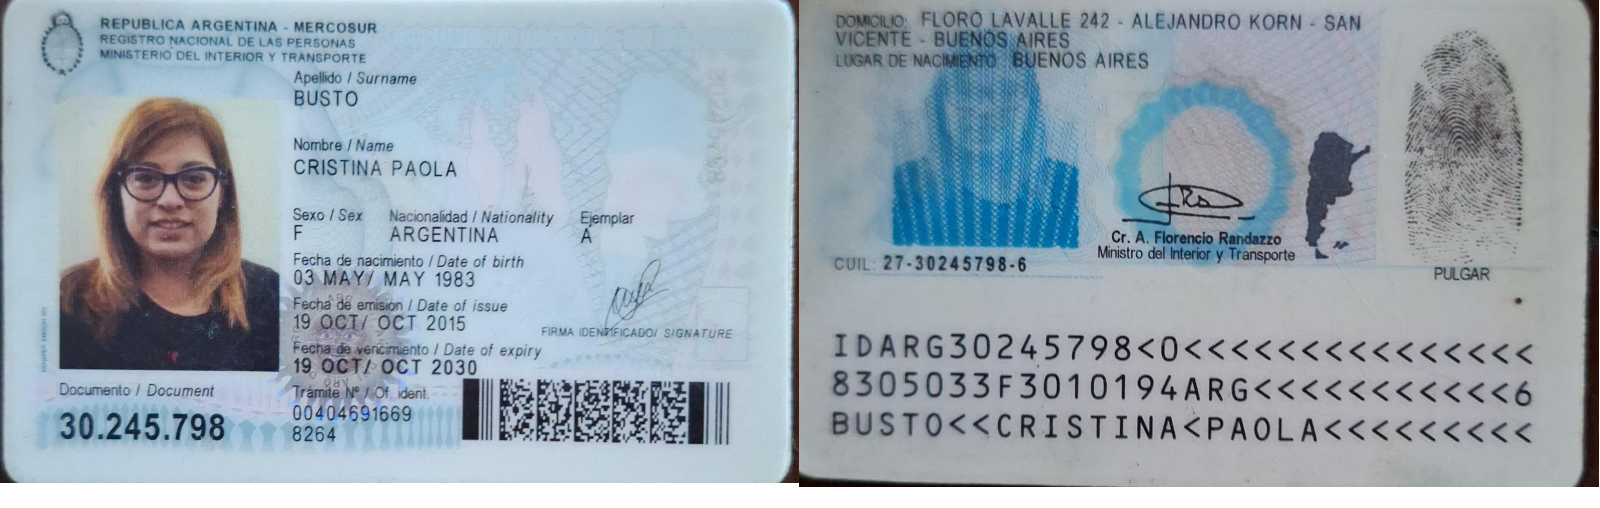 REPUBLICA ARGENTINA - MERCOSUR
REGISTRO NACIONAL DE LAS PERSONAS
MINISTERIO DEL INTERIOR Y TRANSPORTE
Apellido / Surname
BUSTO
Nombre / Name
CRISTINA PAOLA
Sexo / Sex Nacionalidad / Nationality Ejemplar
F ARGENTINA A
Fecha de nacimiento / Date of birth
03 MAY/ MAY 1983
Fecha de emisión / Date of issue
19 OCT/ OCT 2015
FIRMA IDENTIFICADO/ SIGNATURE
Fecha de vencimiento / Date of expiry
19 OCT/ OCT 2030
Documento / Document
30.245.798
Trámite Nº / Of. ident.
00404691669
8264
DOMICILIO: FLORO LAVALLE 242 - ALEJANDRO KORN - SAN
VICENTE - BUENOS AIRES
LUGAR DE NACIMIENTO: BUENOS AIRES
Cr. A. Florencio Randazzo
Ministro del Interior y Transporte
CUIL: 27-30245798-6
PULGAR
IDARG30245798<0<<<<<<<<<<<<<<<
8305033F3010194ARG<<<<<<<<<<<6
BUSTO<<CRISTINA<PAOLA<<<<<<<<<